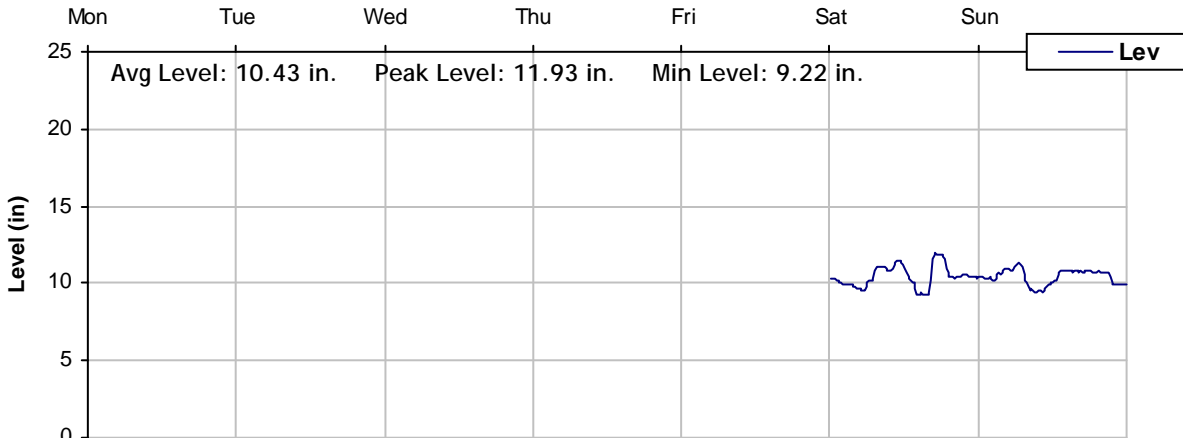 Mon Tue Wed Thu Fri Sat Sun
Lev
Avg Level: 10.43 in. Peak Level: 11.93 in. Min Level: 9.22 in.
25
20
15
10
5
0
Level (in)